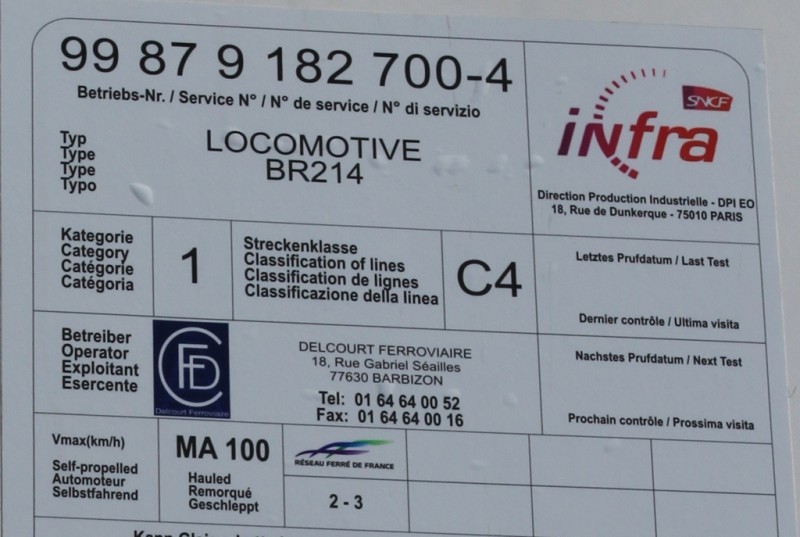 99 87 9 182 700-4
Betriebs-Nr. / Service N° / N° de service / N° di servizio
Typ
Type
Type
Typo
LOCOMOTIVE
BR214
SNCF
infra
Direction Production Industrielle - DPI EO
18, Rue de Dunkerque - 75010 PARIS
Kategorie
Category
Catégorie
Catégoria
1
Streckenklasse
Classification of lines
Classification de lignes
Classificazione della linea
C4
Letztes Prufdatum / Last Test
Dernier contrôle / Ultima visita
Betreiber
Operator
Exploitant
Esercente
CFD
Delcourt Ferroviaire
DELCOURT FERROVIAIRE
18, Rue Gabriel Séailles
77630 BARBIZON
Tel: 01 64 64 00 52
Fax: 01 64 64 00 16
Nachstes Prufdatum / Next Test
Prochain contrôle / Prossima visita
Vmax(km/h)
Self-propelled
Automoteur
Selbstfahrend
MA 100
Hauled
Remorqué
Geschleppt
RÉSEAU FERRÉ DE FRANCE
2 - 3